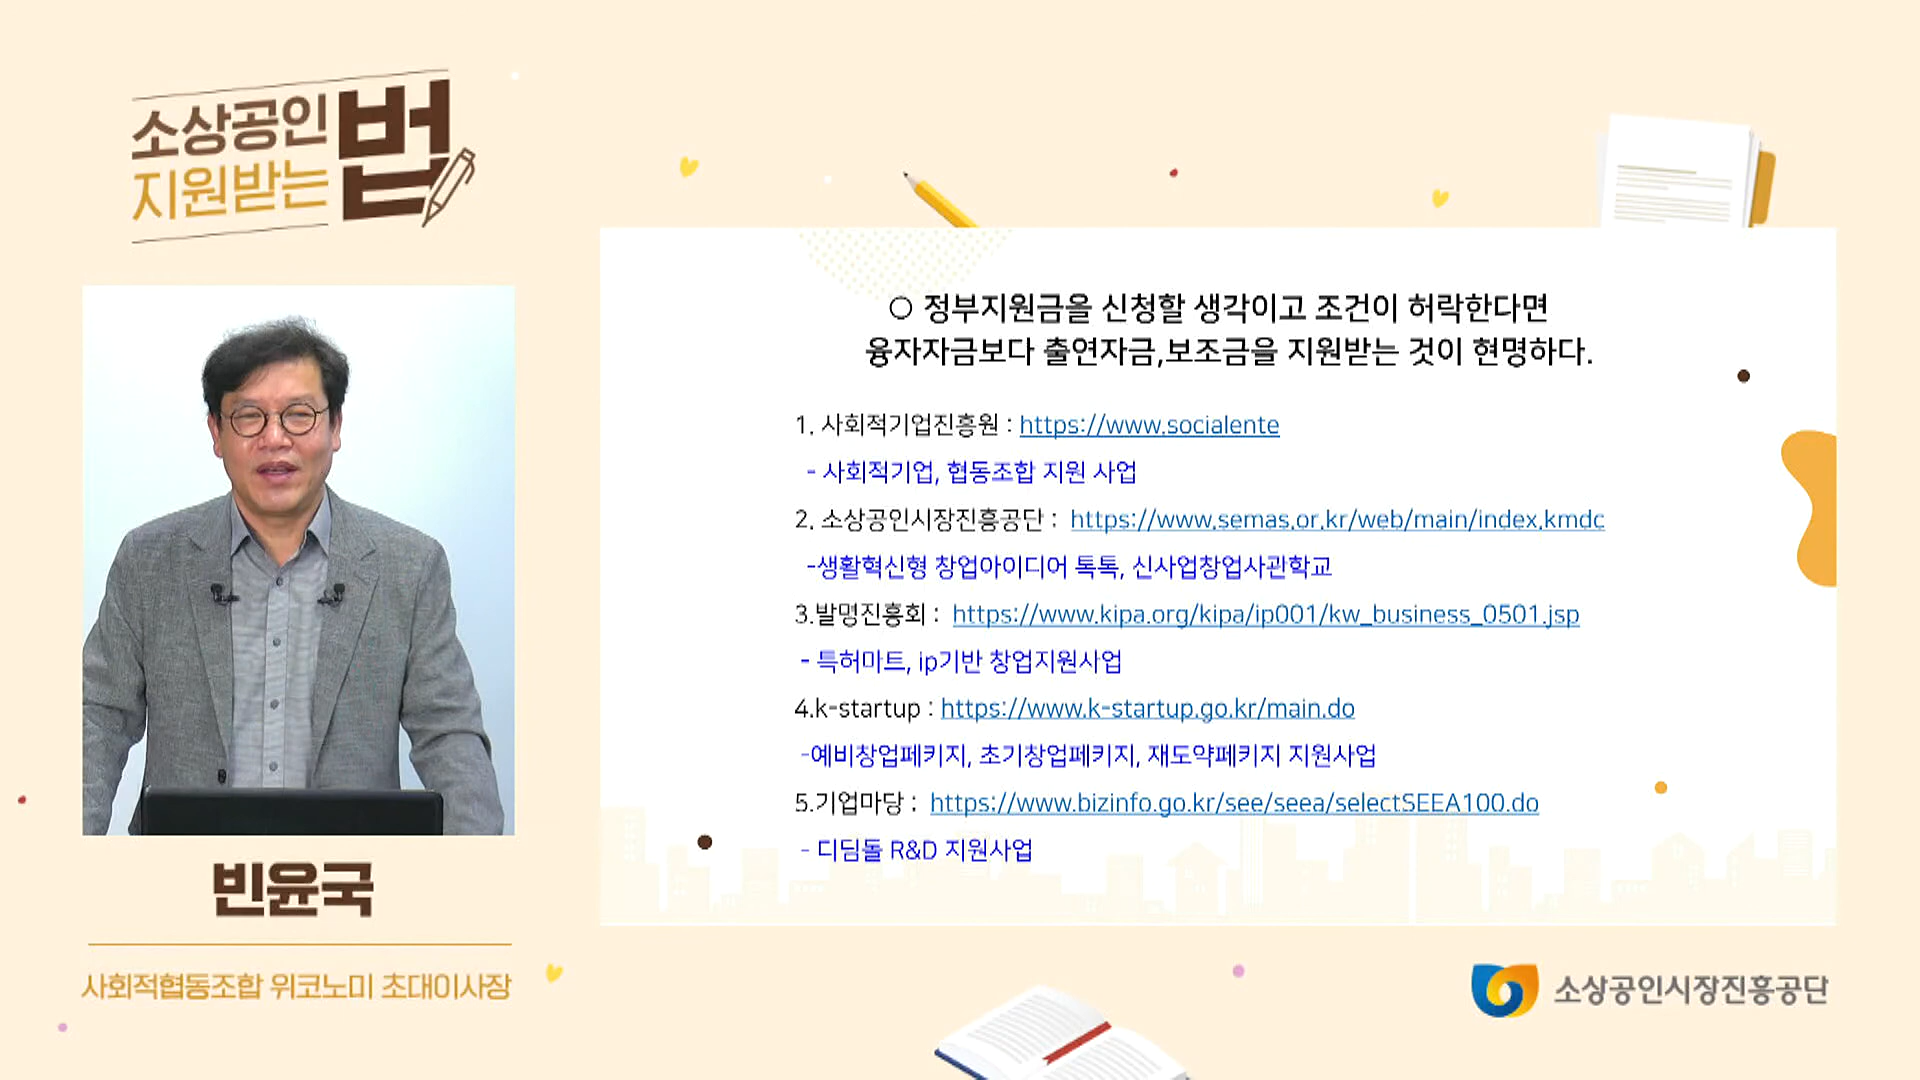 소상공인
지원받는
법
빈윤국
사회적협동조합 위코노미 초대이사장
○ 정부지원금을 신청할 생각이고 조건이 허락한다면
융자자금보다 출연자금,보조금을 지원받는 것이 현명하다.
1. 사회적기업진흥원 : https://www.socialente
- 사회적기업, 협동조합 지원 사업
2. 소상공인시장진흥공단 : https://www.semas.or.kr/web/main/index.kmdc
-생활혁신형 창업아이디어 톡톡, 신사업창업사관학교
3.발명진흥회 : https://www.kipa.org/kipa/ip001/kw_business_0501.jsp
- 특허마트, ip기반 창업지원사업
4.k-startup : https://www.k-startup.go.kr/main.do
-예비창업페키지, 초기창업페키지, 재도약페키지 지원사업
5.기업마당 : https://www.bizinfo.go.kr/see/seea/selectSEEA100.do
- 디딤돌 R&D 지원사업
소상공인시장진흥공단